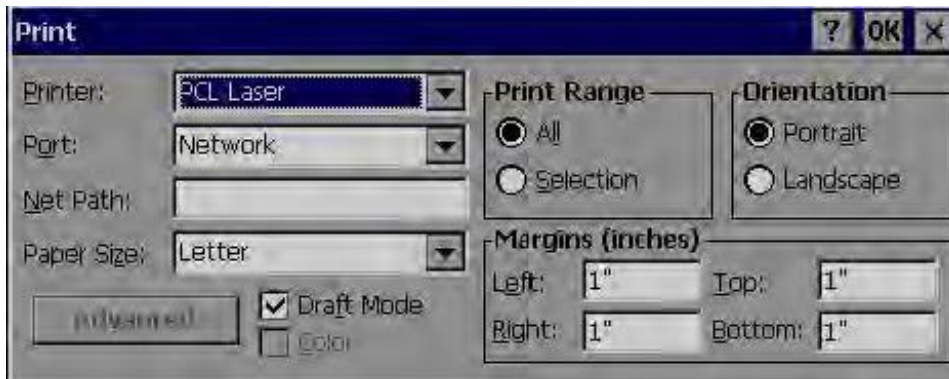 Print ? OK ×
Printer: PCL Laser
Port: Network
Net Path:
Paper Size: Letter
Advanced
Draft Mode
Color
Print Range
All
Selection
Orientation
Portrait
Landscape
Margins (inches)
Left: 1" Top: 1"
Right: 1" Bottom: 1"